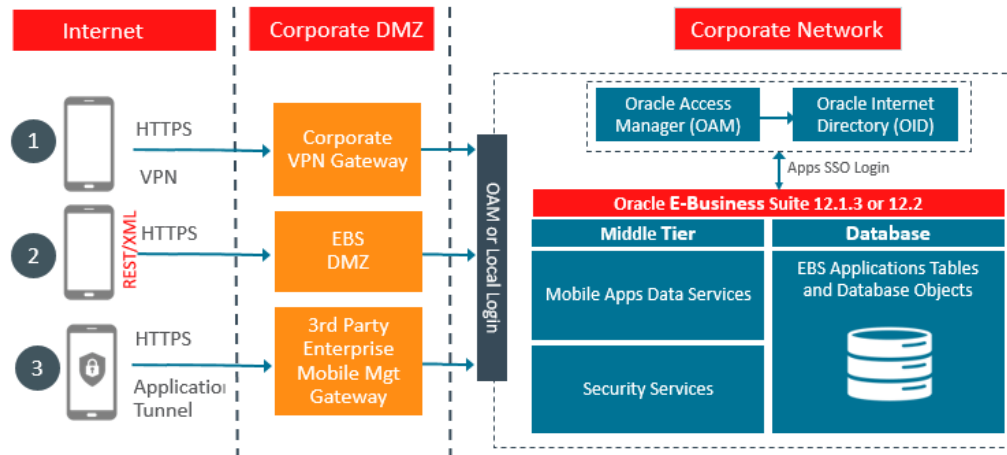 Internet
Corporate DMZ
Corporate Network
1
HTTPS
VPN
Corporate
VPN Gateway
2
REST/XML
HTTPS
EBS
DMZ
3
HTTPS
Application
Tunnel
3rd Party
Enterprise
Mobile Mgt
Gateway
OAM or Local Login
Oracle Access
Manager (OAM)
Oracle Internet
Directory (OID)
Apps SSO Login
Oracle E-Business Suite 12.1.3 or 12.2
Middle Tier
Database
Mobile Apps Data Services
Security Services
EBS Applications Tables
and Database Objects